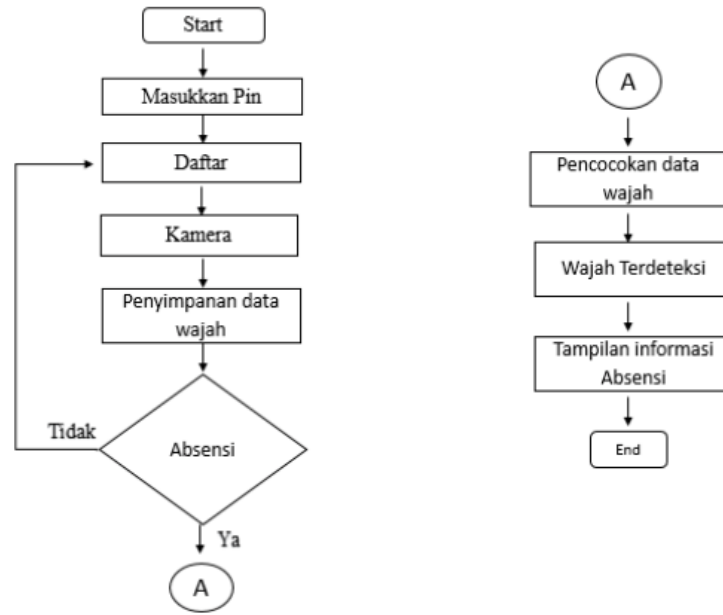 Start
Masukkan Pin
Daftar
Kamera
Penyimpanan data
wajah
Tidak
Absensi
Ya
A
A
Pencocokan data
wajah
Wajah Terdeteksi
Tampilan informasi
Absensi
End